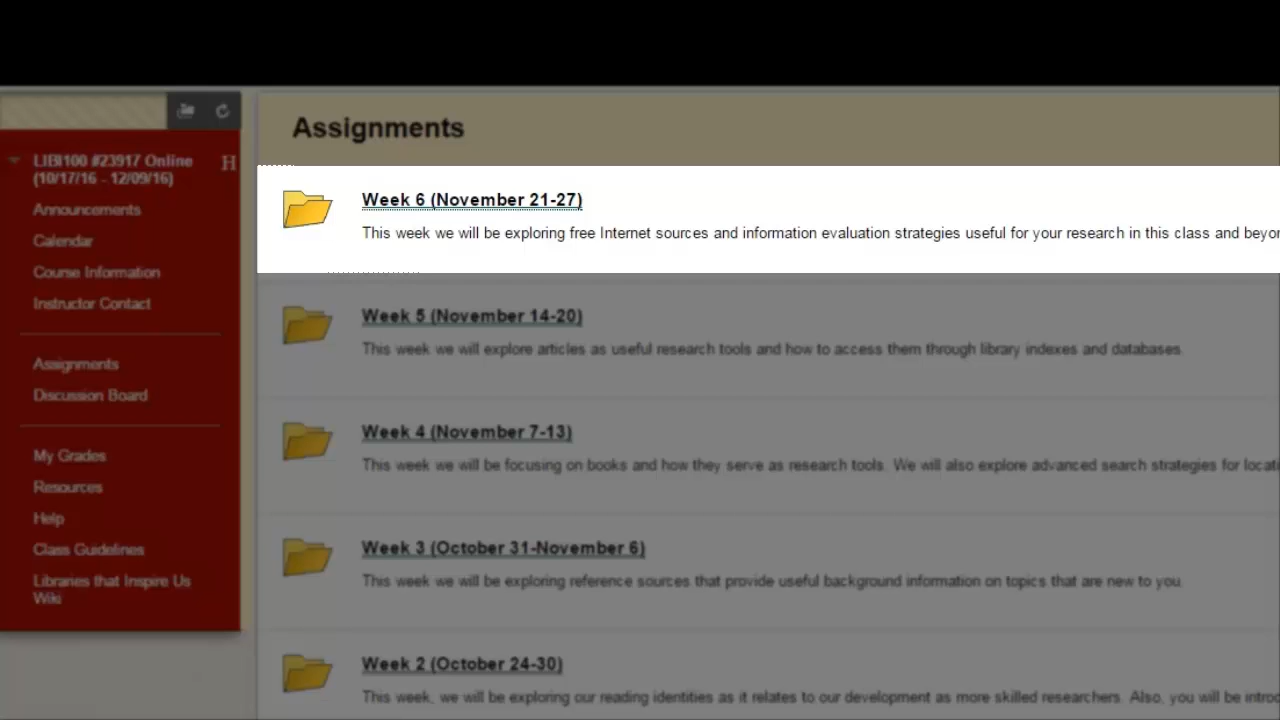 LIBI100 #23917 Online
(10/17/16 - 12/09/16)
H
Announcements
Calendar
Course Information
Instructor Contact
Assignments
Discussion Board
My Grades
Resources
Help
Class Guidelines
Libraries that Inspire Us
Wiki
Assignments
Week 6 (November 21-27)
This week we will be exploring free Internet sources and information evaluation strategies useful for your research in this class and beyon
Week 5 (November 14-20)
This week we will explore articles as useful research tools and how to access them through library indexes and databases.
Week 4 (November 7-13)
This week we will be focusing on books and how they serve as research tools. We will also explore advanced search strategies for locat
Week 3 (October 31-November 6)
This week we will be exploring reference sources that provide useful background information on topics that are new to you.
Week 2 (October 24-30)
This week, we will be exploring our reading identities as it relates to our development as more skilled researchers. Also, you will be introd